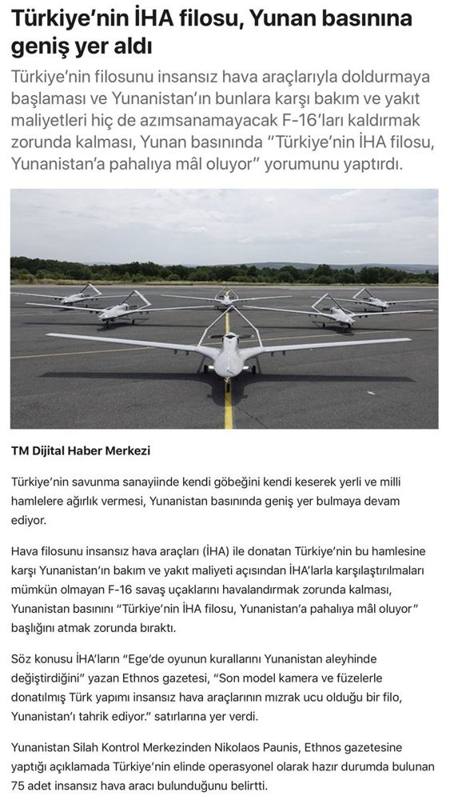 Türkiye’nin İHA filosu, Yunan basınına
geniş yer aldı
Türkiye’nin filosunu insansız hava araçlarıyla doldurmaya
başlaması ve Yunanistan’ın bunlara karşı bakım ve yakıt
maliyetleri hiç de azımsanamayacak F-16’ları kaldırmak
zorunda kalması, Yunan basınında “Türkiye’nin İHA filosu,
Yunanistan’a pahalıya mâl oluyor” yorumunu yaptırdı.
TM Dijital Haber Merkezi
Türkiye’nin savunma sanayiinde kendi göbeğini kendi keserek yerli ve milli
hamlelere ağırlık vermesi, Yunanistan basınında geniş yer bulmaya devam
ediyor.
Hava filosunu insansız hava araçları (İHA) ile donatan Türkiye’nin bu hamlesine
karşı Yunanistan’ın bakım ve yakıt maliyeti açısından İHA’larla karşılaştırılmaları
mümkün olmayan F-16 savaş uçaklarını havalandırmak zorunda kalması,
Yunanistan basınını “Türkiye’nin İHA filosu, Yunanistan’a pahalıya mâl oluyor”
başlığını atmak zorunda bıraktı.
Söz konusu İHA’ların “Ege’de oyunun kurallarını Yunanistan aleyhinde
değiştirdiğini” yazan Ethnos gazetesi, “Son model kamera ve füzelerle
donatılmış Türk yapımı insansız hava araçlarının mızrak ucu olduğu bir filo,
Yunanistan’ı tahrik ediyor.” satırlarına yer verdi.
Yunanistan Silah Kontrol Merkezinden Nikolaos Paunis, Ethnos gazetesine
yaptığı açıklamada Türkiye’nin elinde operasyonel olarak hazır durumda bulunan
75 adet insansız hava aracı bulunduğunu belirtti.